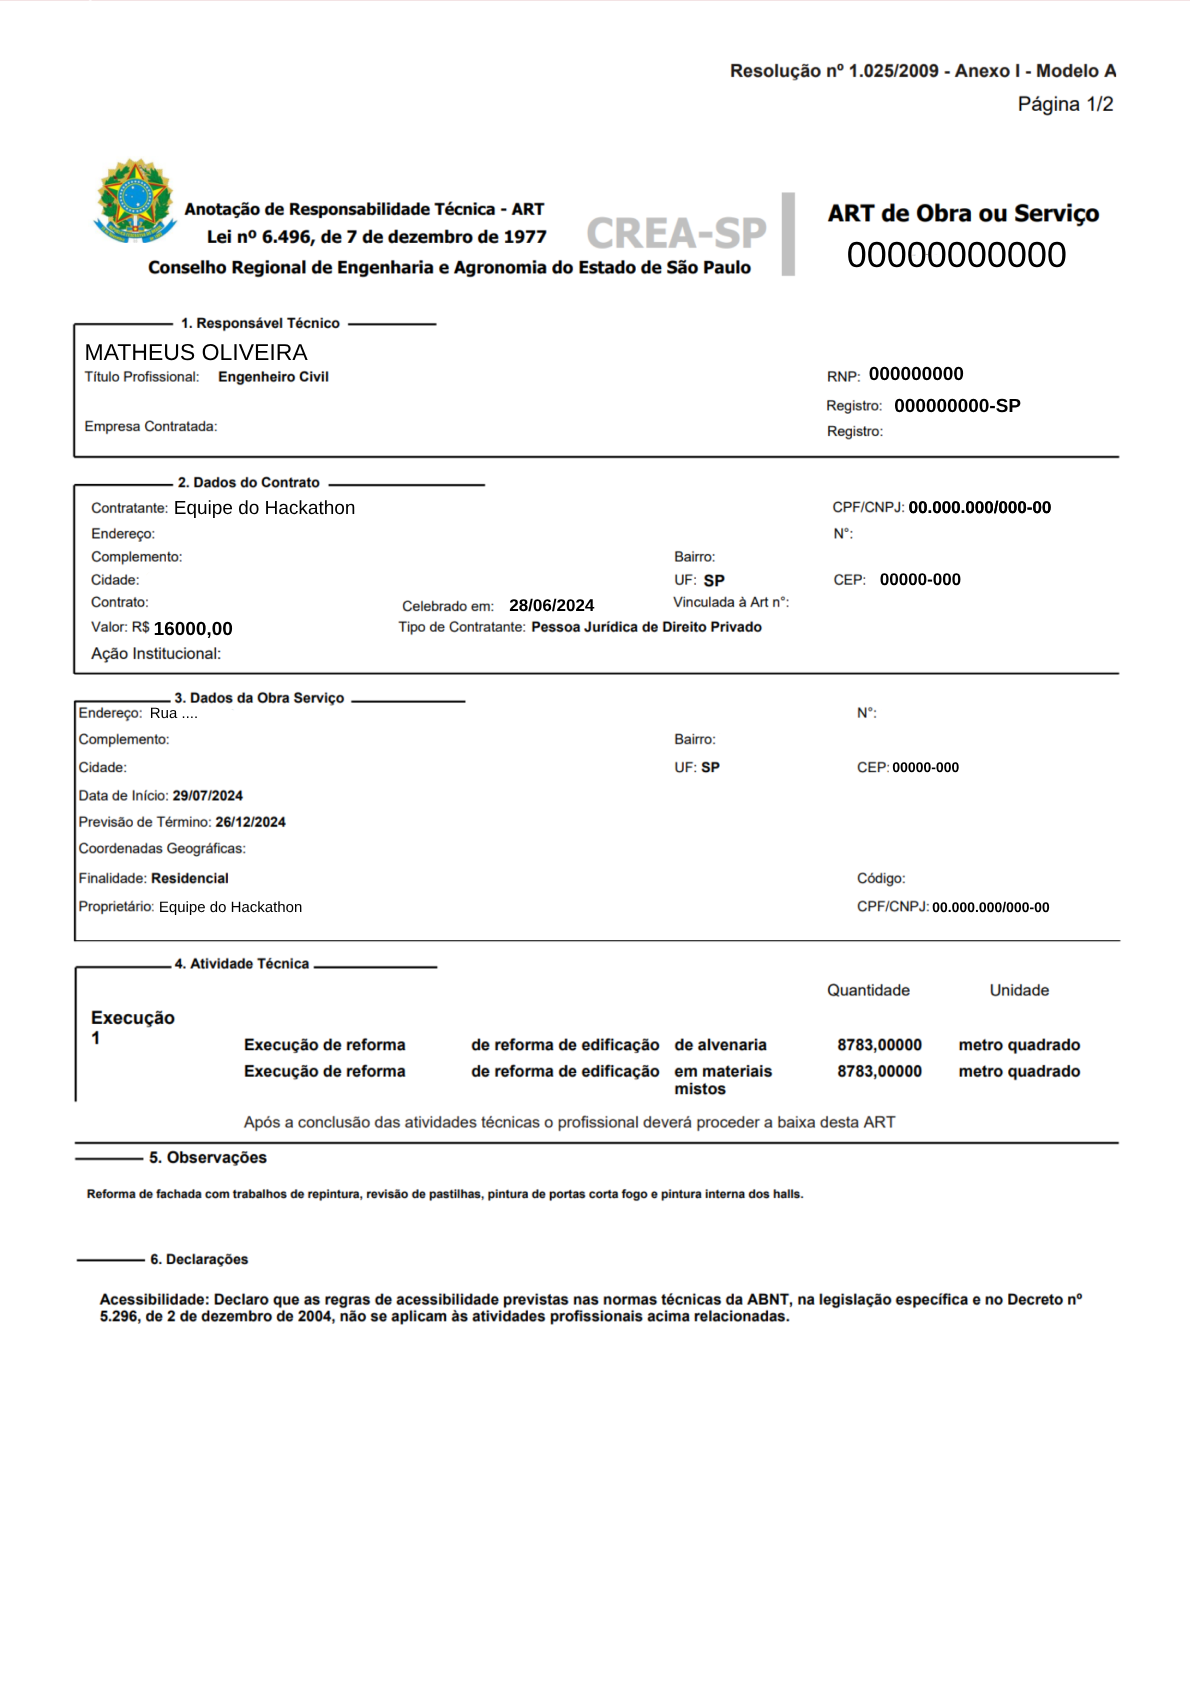 Resolução nº 1.025/2009 - Anexo I - Modelo A
Página 1/2
Anotação de Responsabilidade Técnica - ART
Lei nº 6.496, de 7 de dezembro de 1977
Conselho Regional de Engenharia e Agronomia do Estado de São Paulo
CREA-SP
ART de Obra ou Serviço
00000000000
1. Responsável Técnico
MATHEUS OLIVEIRA
Título Profissional: Engenheiro Civil
RNP: 000000000
Registro: 000000000-SP
Empresa Contratada:
Registro:
2. Dados do Contrato
Contratante: Equipe do Hackathon CPF/CNPJ: 00.000.000/000-00
Endereço: N°:
Complemento: Bairro:
Cidade: UF: SP CEP: 00000-000
Contrato: Celebrado em: 28/06/2024 Vinculada à Art n°:
Valor: R$ 16000,00 Tipo de Contratante: Pessoa Jurídica de Direito Privado
Ação Institucional:
3. Dados da Obra Serviço
Endereço: Rua .... N°:
Complemento: Bairro:
Cidade: UF: SP CEP: 00000-000
Data de Início: 29/07/2024
Previsão de Término: 26/12/2024
Coordenadas Geográficas:
Finalidade: Residencial Código:
Proprietário: Equipe do Hackathon CPF/CNPJ: 00.000.000/000-00
4. Atividade Técnica
Quantidade Unidade
Execução
1
Execução de reforma de reforma de edificação de alvenaria 8783,00000 metro quadrado
Execução de reforma de reforma de edificação em materiais 8783,00000 metro quadrado
mistos
Após a conclusão das atividades técnicas o profissional deverá proceder a baixa desta ART
5. Observações
Reforma de fachada com trabalhos de repintura, revisão de pastilhas, pintura de portas corta fogo e pintura interna dos halls.
6. Declarações
Acessibilidade: Declaro que as regras de acessibilidade previstas nas normas técnicas da ABNT, na legislação específica e no Decreto nº
5.296, de 2 de dezembro de 2004, não se aplicam às atividades profissionais acima relacionadas.